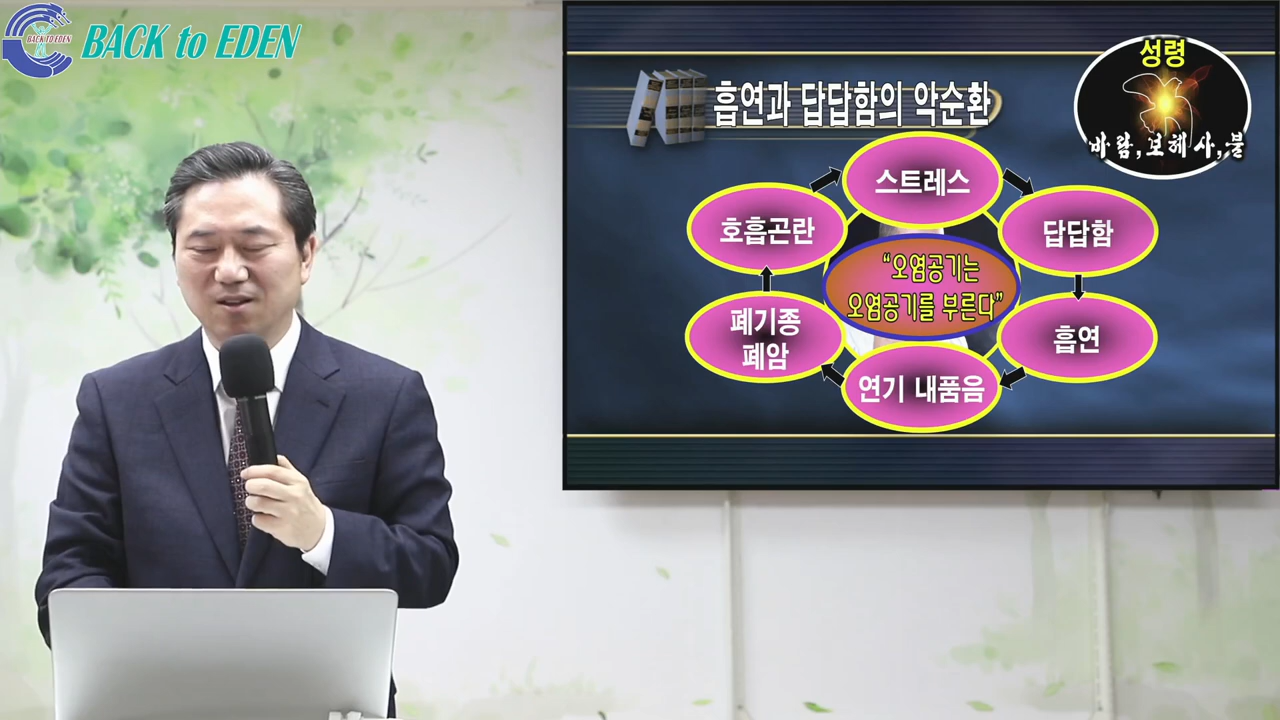 BACK TO EDEN
BACK to EDEN
성령
바람,보혜사,불
흡연과 답답함의 악순환
스트레스
답답함
흡연
연기 내품음
폐기종
폐암
호흡곤란
“오염공기는
오염공기를 부른다”